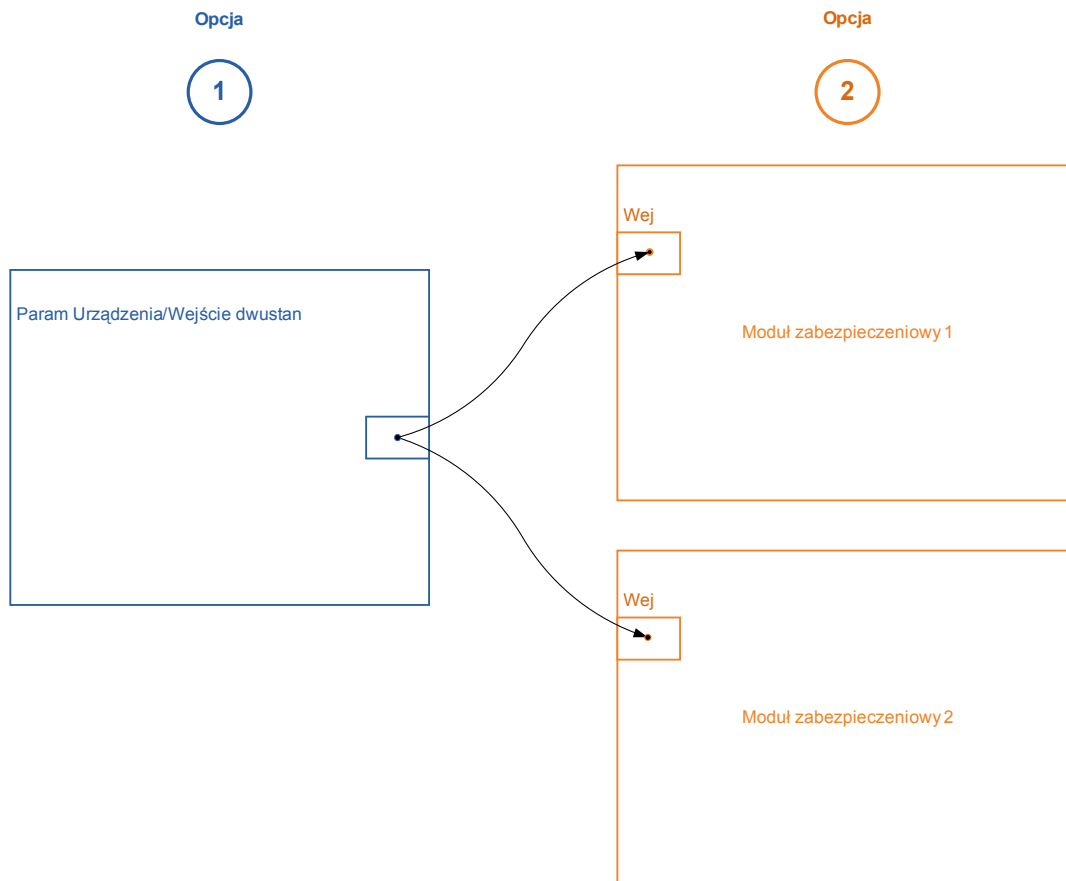 Opcja
Opcja
1
2
Wej
Param Urządzenia/Wejście dwustan
Moduł zabezpieczeniowy 1
Wej
Moduł zabezpieczeniowy 2